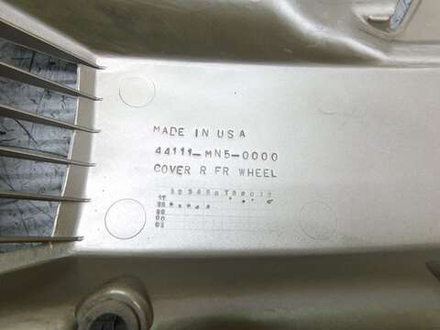 MADE IN USA
44111-MN5-0000
COVER R FR WHEEL